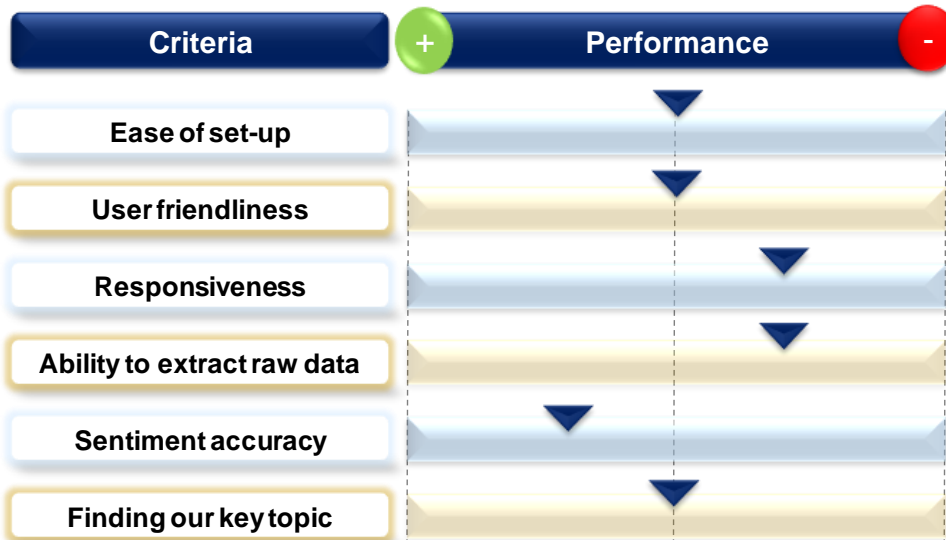 Criteria
+
Performance
-
Ease of set-up
User friendliness
Responsiveness
Ability to extract raw data
Sentiment accuracy
Finding our key topic